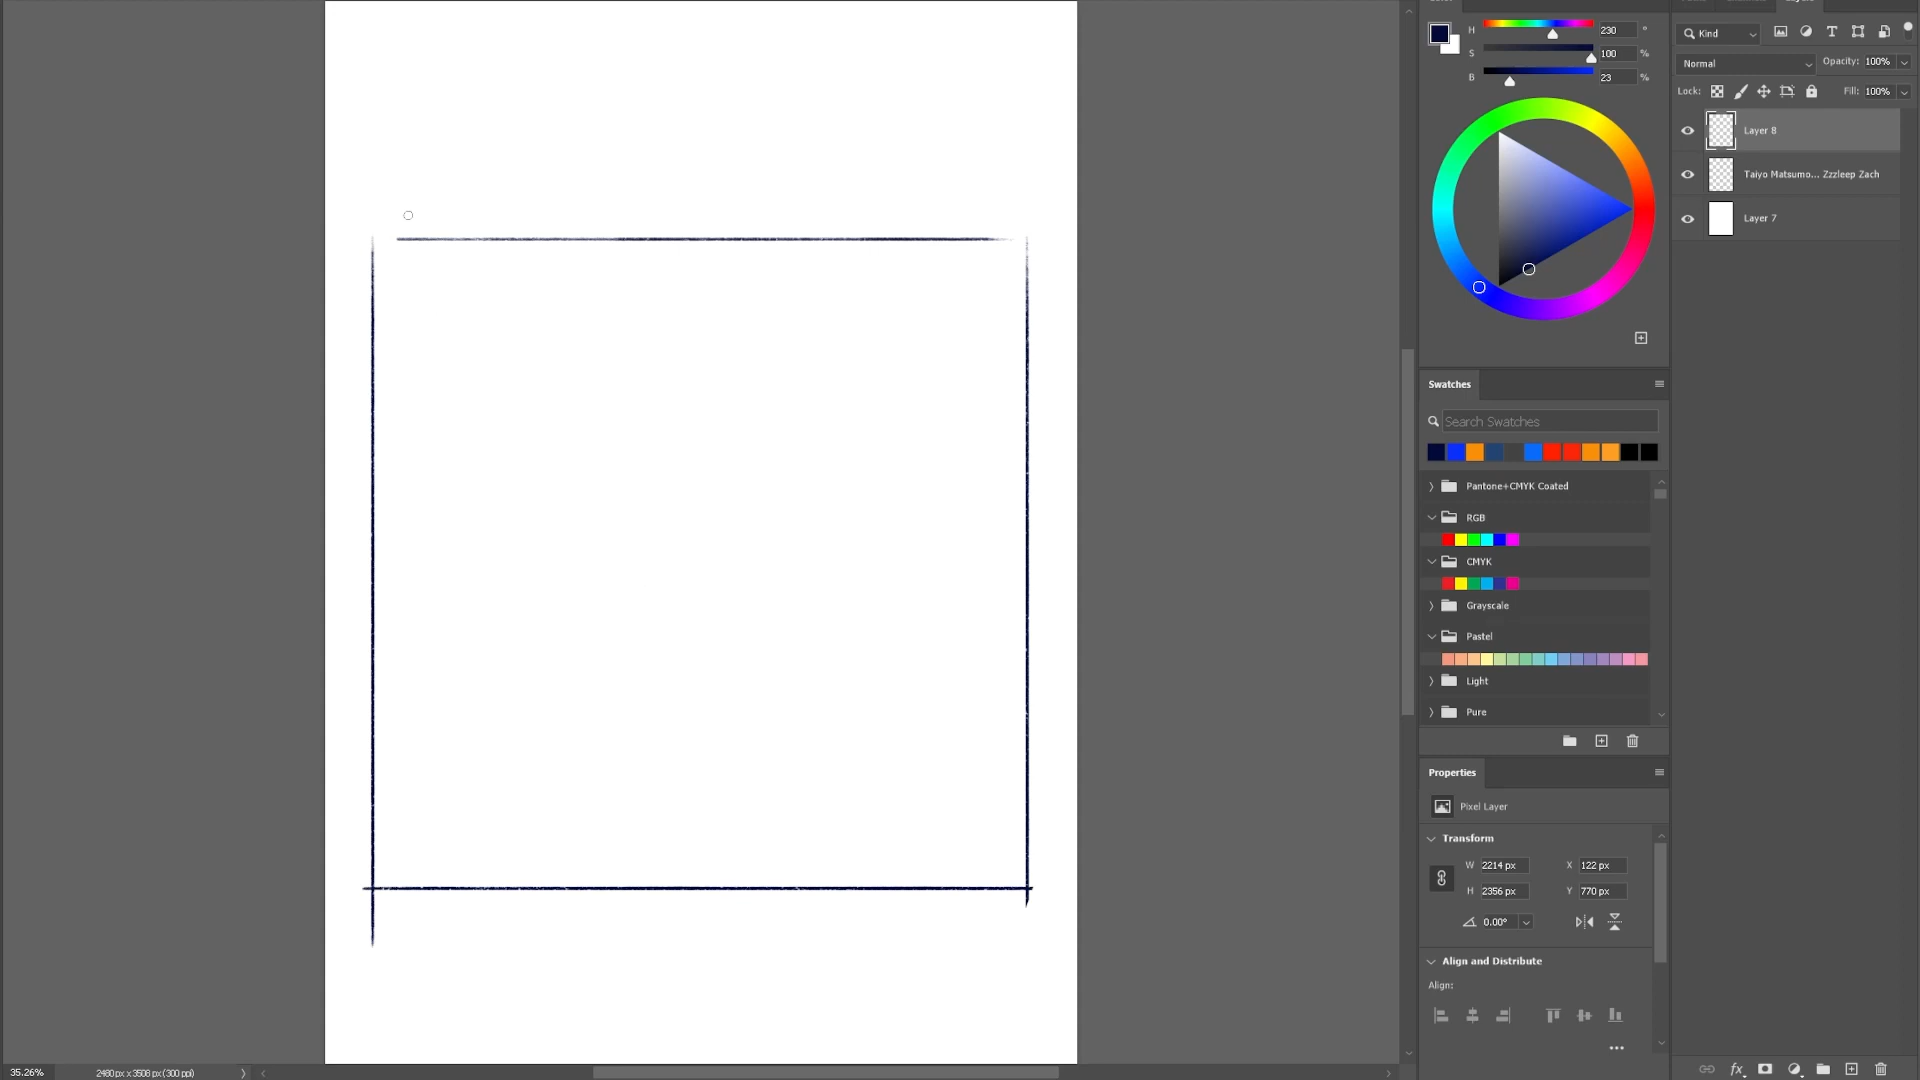 H 230 °
S 100 %
B 23 %
Kind
Normal
Opacity: 100%
Lock:
Fill: 100%
Layer 8
Taiyo Matsumo... Zzzleep Zach
Layer 7
Swatches
Search Swatches
Pantone+CMYK Coated
RGB
CMYK
Grayscale
Pastel
Light
Pure
Properties
Pixel Layer
Transform
W 2214 px X 122 px
H 2356 px Y 770 px
0.00°
Align and Distribute
Align:
35.26% 2480 px x 3508 px (300 ppi)